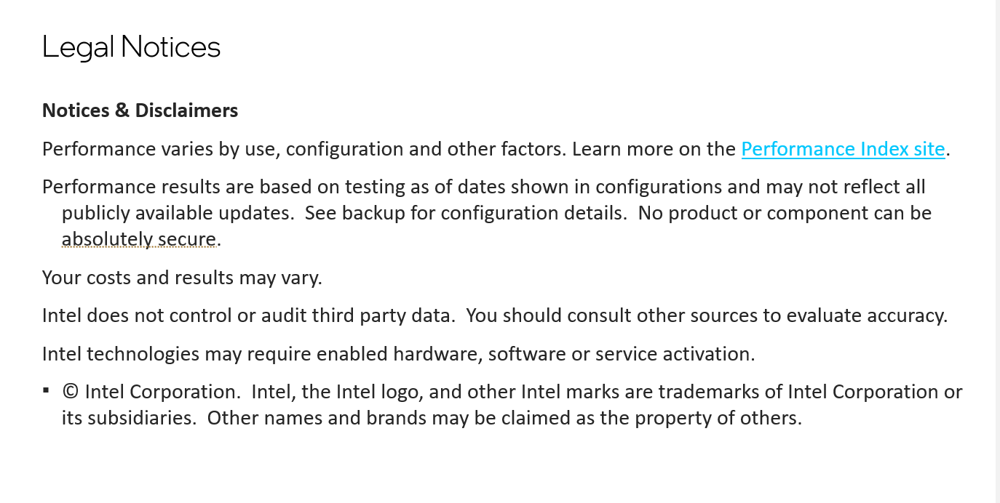 Legal Notices
Notices & Disclaimers
Performance varies by use, configuration and other factors. Learn more on the Performance Index site.
Performance results are based on testing as of dates shown in configurations and may not reflect all
publicly available updates.  See backup for configuration details.  No product or component can be
absolutely secure.
Your costs and results may vary.
Intel does not control or audit third party data.  You should consult other sources to evaluate accuracy.
Intel technologies may require enabled hardware, software or service activation.
▪ © Intel Corporation.  Intel, the Intel logo, and other Intel marks are trademarks of Intel Corporation or
its subsidiaries.  Other names and brands may be claimed as the property of others.